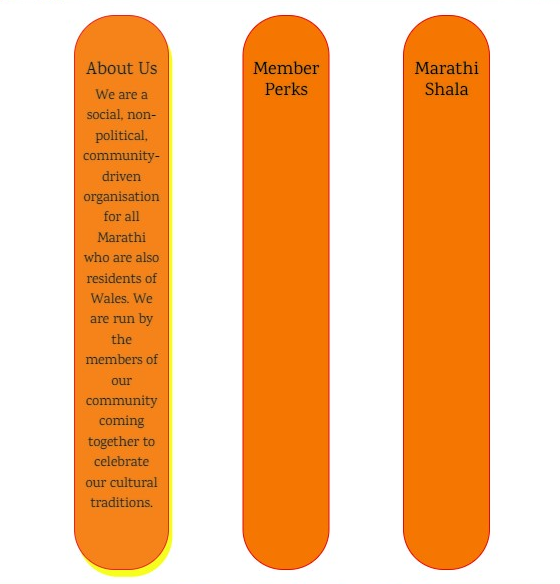 About Us
We are a
social, non-
political,
community-
driven
organisation
for all
Marathi
who are also
residents of
Wales. We
are run by
the
members of
our
community
coming
together to
celebrate
our cultural
traditions.
Member
Perks
Marathi
Shala